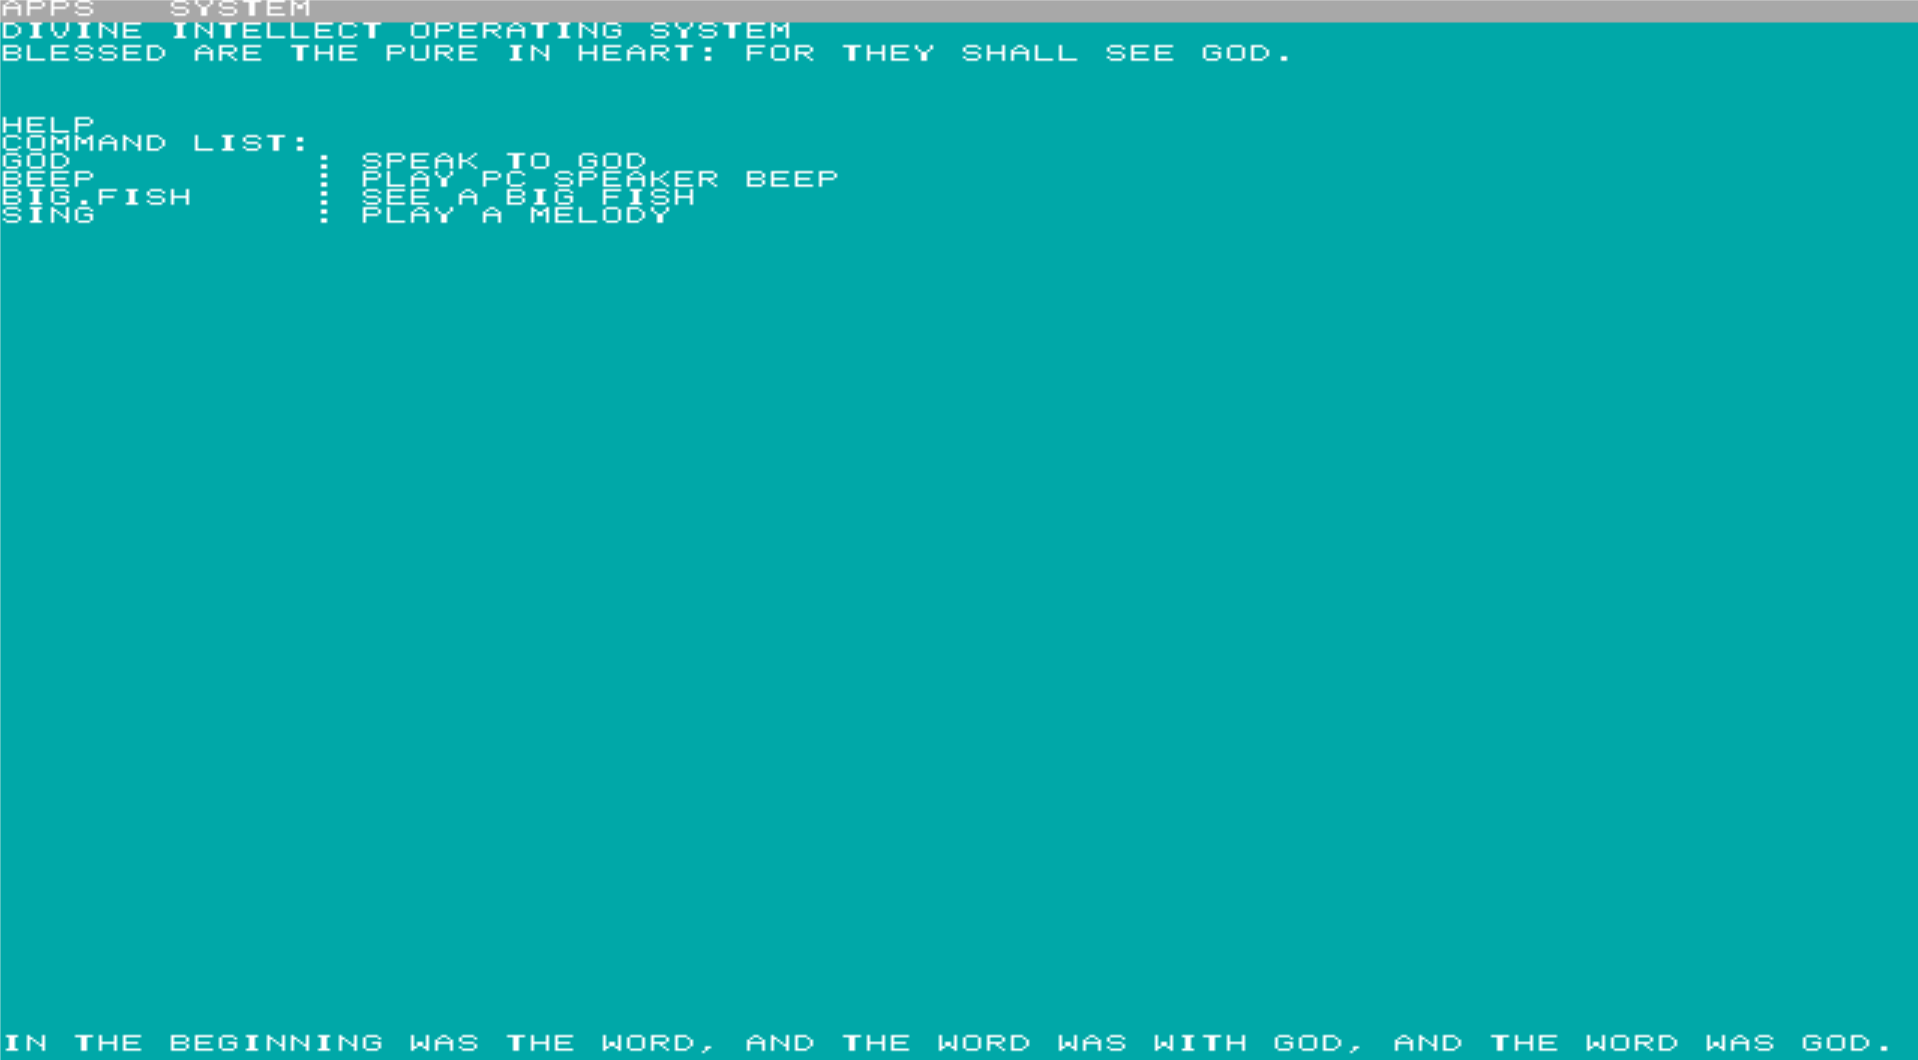 APPS SYSTEM
DIVINE INTELLECT OPERATING SYSTEM
BLESSED ARE THE PURE IN HEART: FOR THEY SHALL SEE GOD.
HELP
COMMAND LIST:
GOD : SPEAK TO GOD
BEEP : PLAY PC SPEAKER BEEP
BIG.FISH : SEE A BIG FISH
SING : PLAY A MELODY
IN THE BEGINNING WAS THE WORD, AND THE WORD WAS WITH GOD, AND THE WORD WAS GOD.